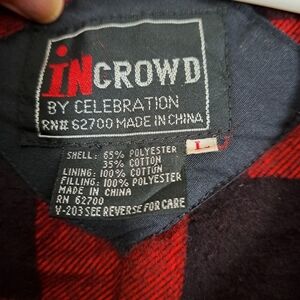 iNCROWD
BY CELEBRATION
RN# 62700 MADE IN CHINA
L
SHELL: 65% POLYESTER
35% COTTON
LINING: 100% COTTON
FILLING: 100% POLYESTER
MADE IN CHINA
RN 62700
V-203 SEE REVERSE FOR CARE